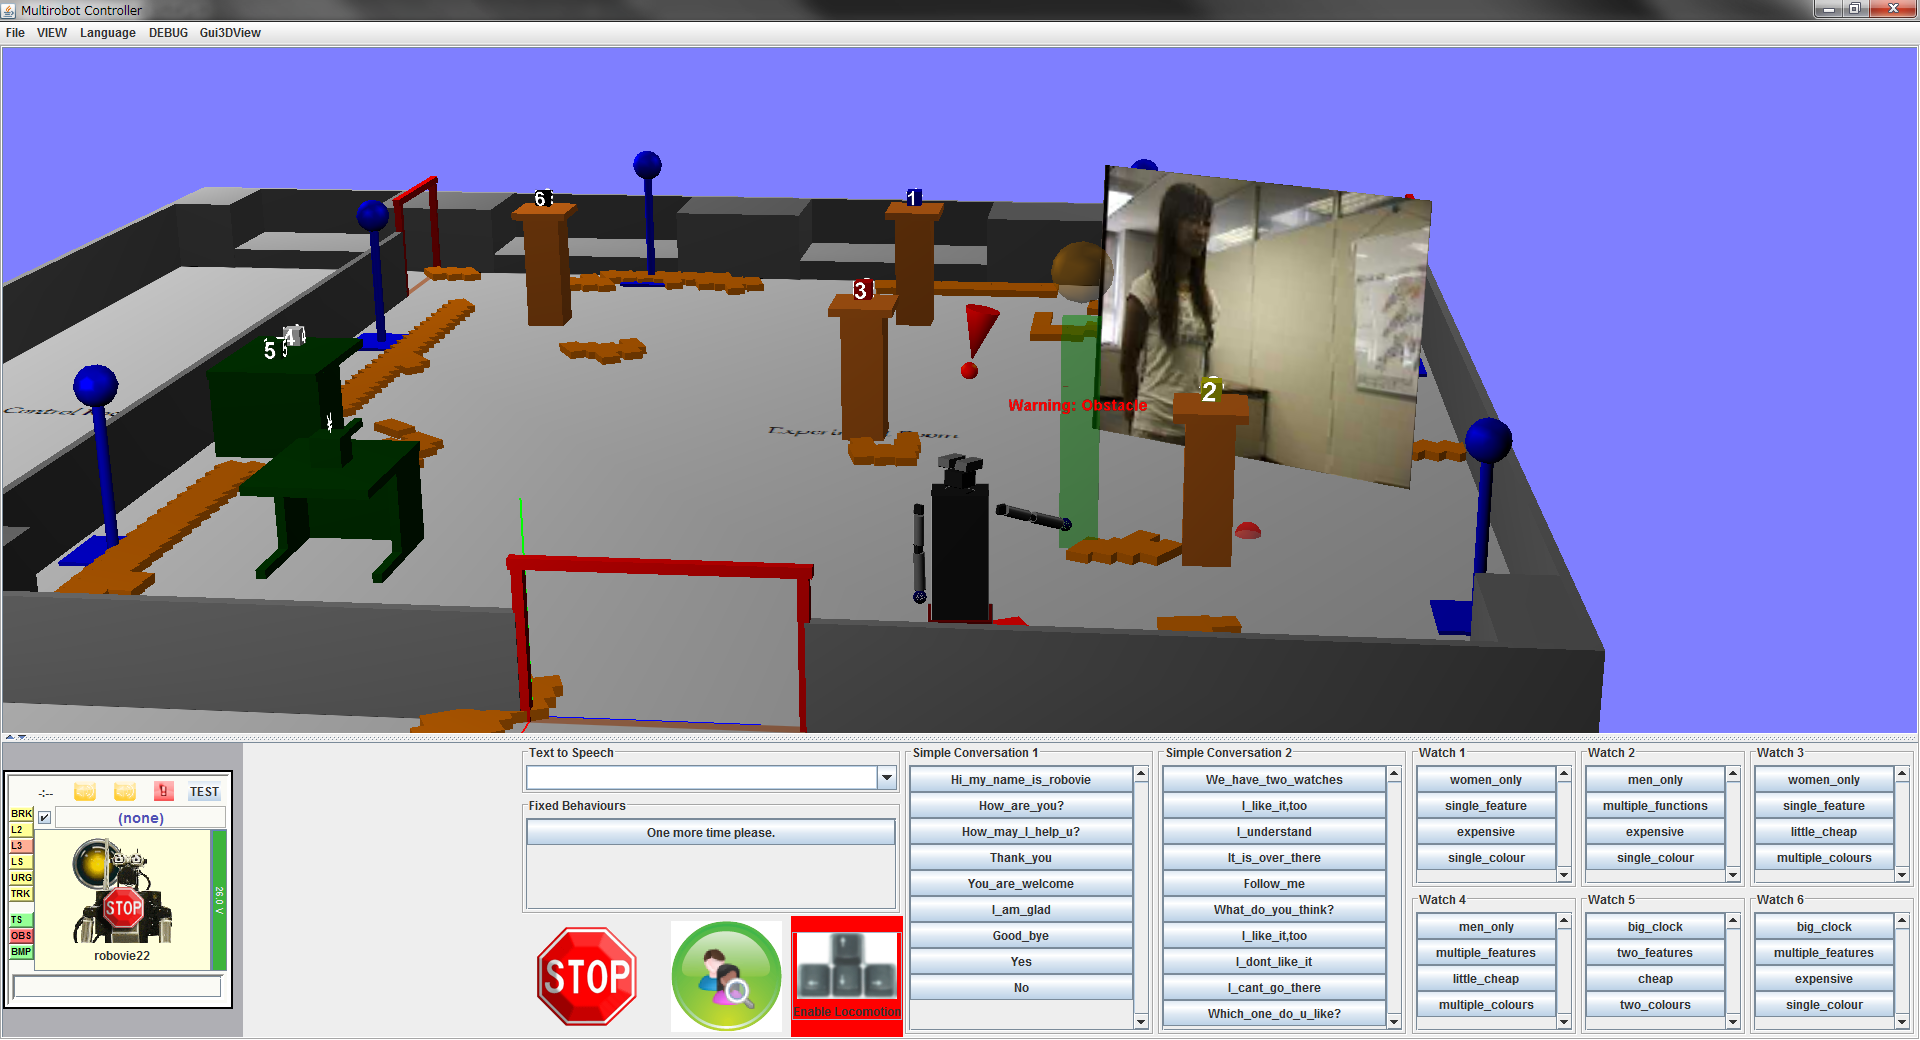 Multirobot Controller
File VIEW Language DEBUG Gui3DView
6
1
3
4
5
2
Warning: Obstacle
-:-- TEST
BRK
L2
L3
LS
URG
TRK
TS
OBS
BMP
(none)
STOP
26.0 V
robovie22
Text to Speech
Fixed Behaviours
One more time please.
STOP
Enable Locomotion
Simple Conversation 1
Hi_my_name_is_robovie
How_are_you?
How_may_I_help_u?
Thank_you
You_are_welcome
I_am_glad
Good_bye
Yes
No
Simple Conversation 2
We_have_two_watches
I_like_it,too
I_understand
It_is_over_there
Follow_me
What_do_you_think?
I_like_it,too
I_dont_like_it
I_cant_go_there
Which_one_do_u_like?
Watch 1
women_only
single_feature
expensive
single_colour
Watch 2
men_only
multiple_functions
expensive
single_colour
Watch 3
women_only
single_feature
little_cheap
multiple_colours
Watch 4
men_only
multiple_features
little_cheap
multiple_colours
Watch 5
big_clock
two_features
cheap
two_colours
Watch 6
big_clock
multiple_features
expensive
single_colour